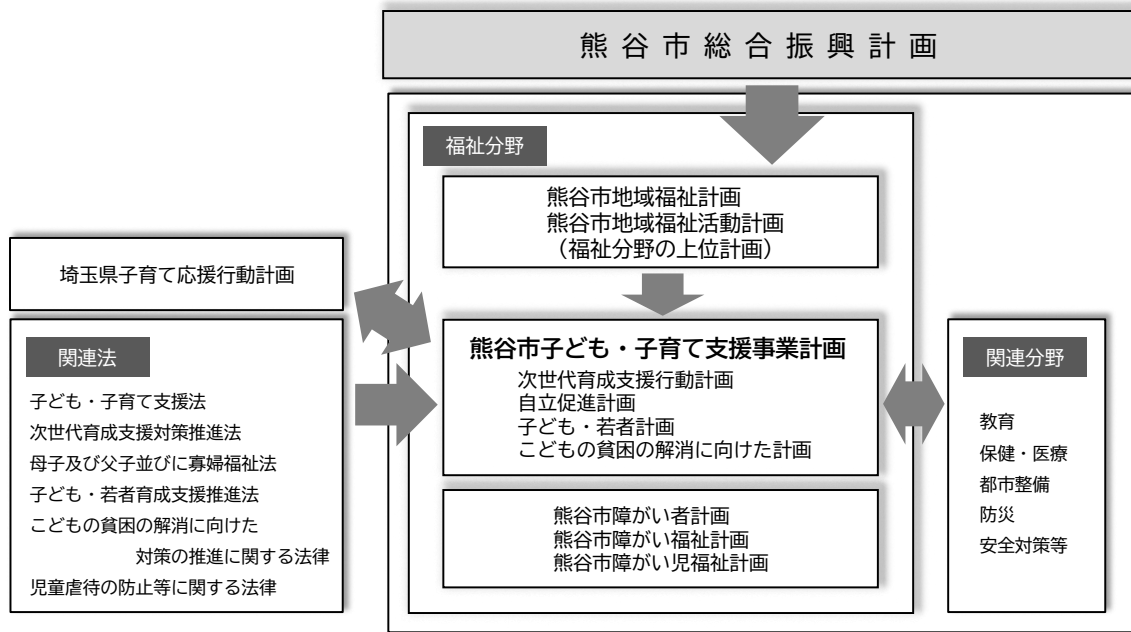 熊谷市総合振興計画
福祉分野
熊谷市地域福祉計画
熊谷市地域福祉活動計画
（福祉分野の上位計画）
埼玉県子育て応援行動計画
関連法
子ども・子育て支援法
次世代育成支援対策推進法
母子及び父子並びに寡婦福祉法
子ども・若者育成支援推進法
こどもの貧困の解消に向けた
対策の推進に関する法律
児童虐待の防止等に関する法律
熊谷市子ども・子育て支援事業計画
次世代育成支援行動計画
自立促進計画
子ども・若者計画
こどもの貧困の解消に向けた計画
熊谷市障がい者計画
熊谷市障がい福祉計画
熊谷市障がい児福祉計画
関連分野
教育
保健・医療
都市整備
防災
安全対策等